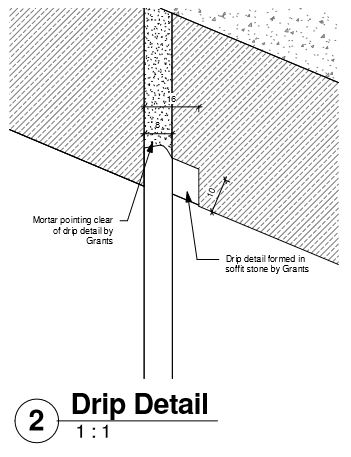 16
8
10
Mortar pointing clear
of drip detail by
Grants
Drip detail formed in
soffit stone by Grants
2
Drip Detail
1 : 1